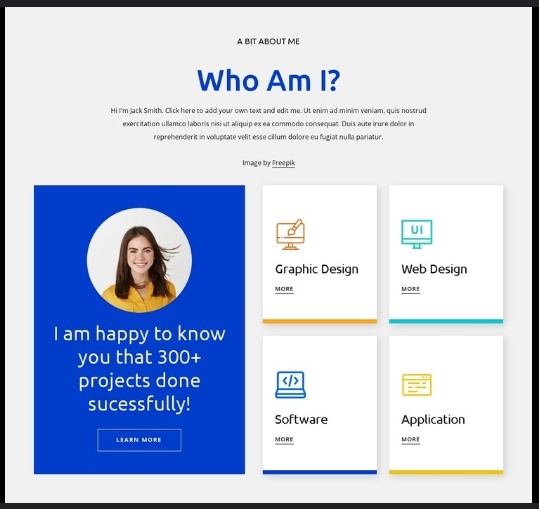 A BIT ABOUT ME
Who Am I?
Hi I'm Jack Smith. Click here to add your own text and edit me. Ut enim ad minim veniam, quis nostrud
exercitation ullamco laboris nisi ut aliquip ex ea commodo consequat. Duis aute irure dolor in
reprehenderit in voluptate velit esse cillum dolore eu fugiat nulla pariatur.
Image by Freepik
I am happy to know
you that 300+
projects done
sucessfully!
LEARN MORE
UI
Graphic Design
MORE
Web Design
MORE
</>
Software
MORE
Application
MORE